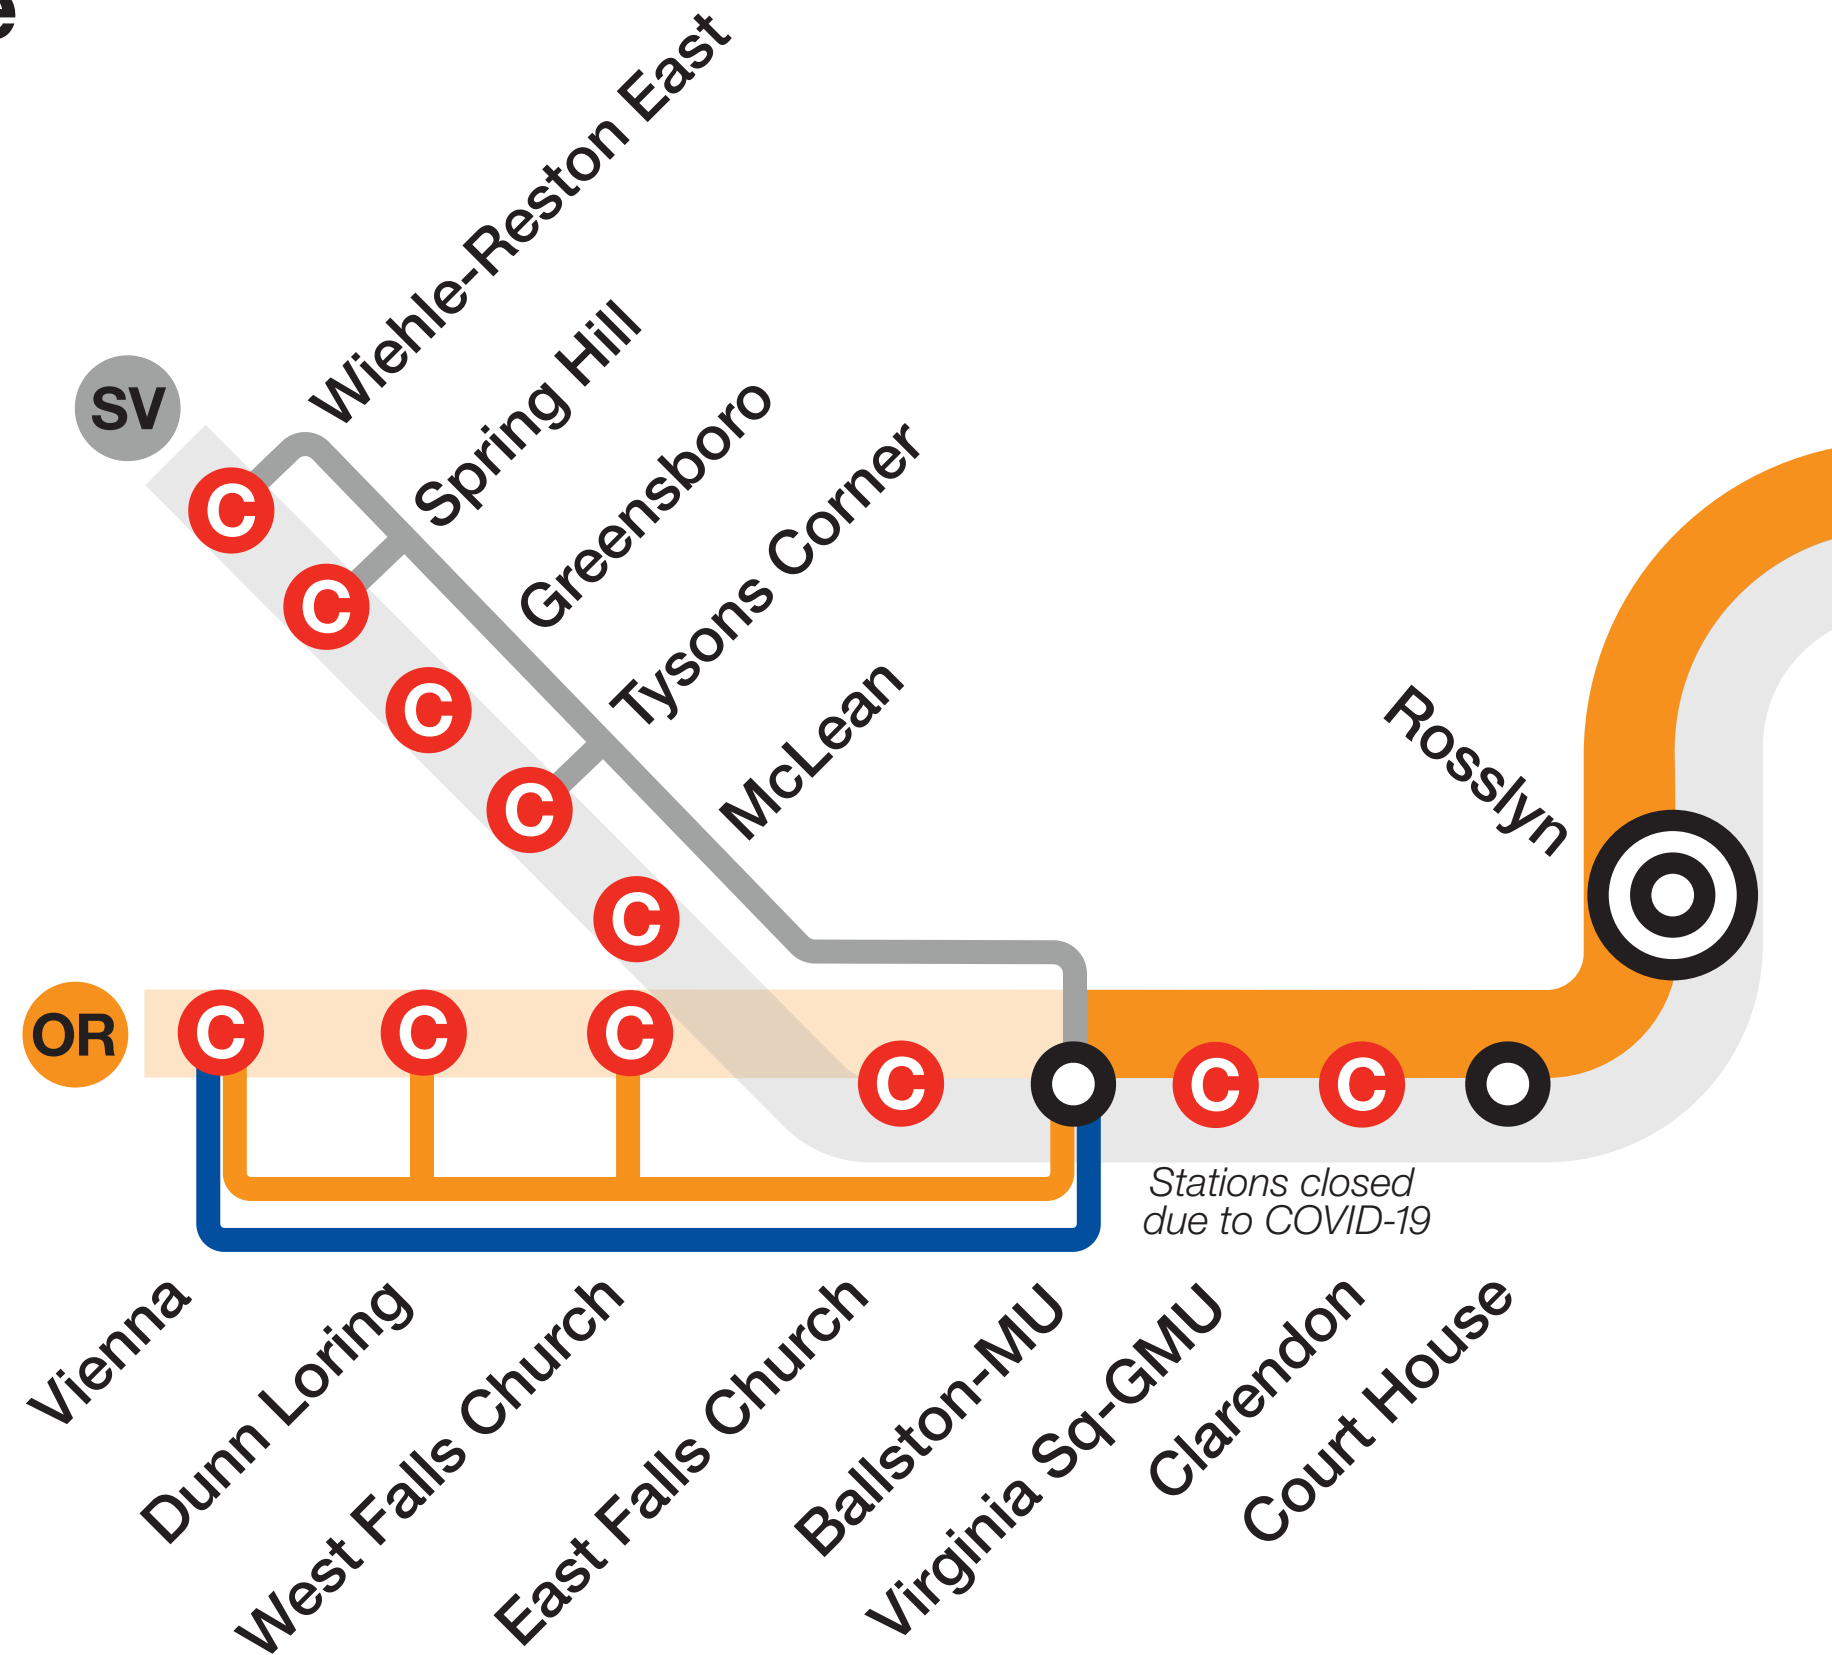 e
Wiehle-Reston East
SV
Spring Hill
Greensboro
Tysons Corner
McLean
Rosslyn
C
C
C
C
C
OR
C
C
C
C
C
C
Stations closed
due to COVID-19
Vienna
Dunn Loring
West Falls Church
East Falls Church
Ballston-MU
Virginia Sq-GMU
Clarendon
Court House